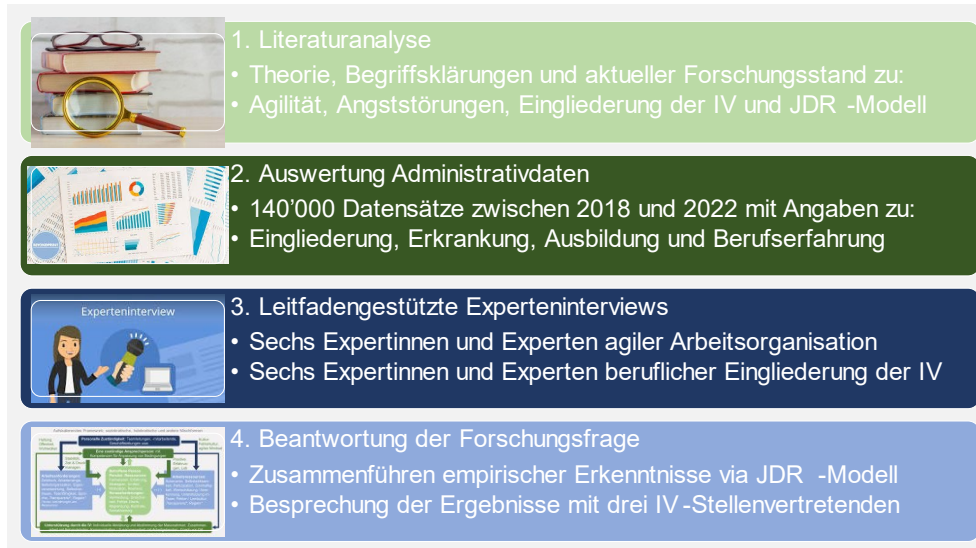 1. Literaturanalyse
• Theorie, Begriffsklärungen und aktueller Forschungsstand zu:
• Agilität, Angststörungen, Eingliederung der IV und JDR -Modell
2. Auswertung Administrativdaten
• 140’000 Datensätze zwischen 2018 und 2022 mit Angaben zu:
• Eingliederung, Erkrankung, Ausbildung und Berufserfahrung
Experteninterview
3. Leitfadengestützte Experteninterviews
• Sechs Expertinnen und Experten agiler Arbeitsorganisation
• Sechs Expertinnen und Experten beruflicher Eingliederung der IV
4. Beantwortung der Forschungsfrage
• Zusammenführen empirischer Erkenntnisse via JDR -Modell
• Besprechung der Ergebnisse mit drei IV -Stellenvertretenden